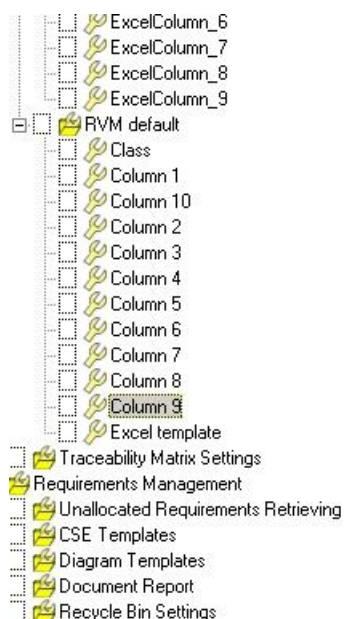 ExcelColumn_6
ExcelColumn_7
ExcelColumn_8
ExcelColumn_9
RVM default
Class
Column 1
Column 10
Column 2
Column 3
Column 4
Column 5
Column 6
Column 7
Column 8
Column 9
Excel template
Traceability Matrix Settings
Requirements Management
Unallocated Requirements Retrieving
CSE Templates
Diagram Templates
Document Report
Recycle Bin Settings